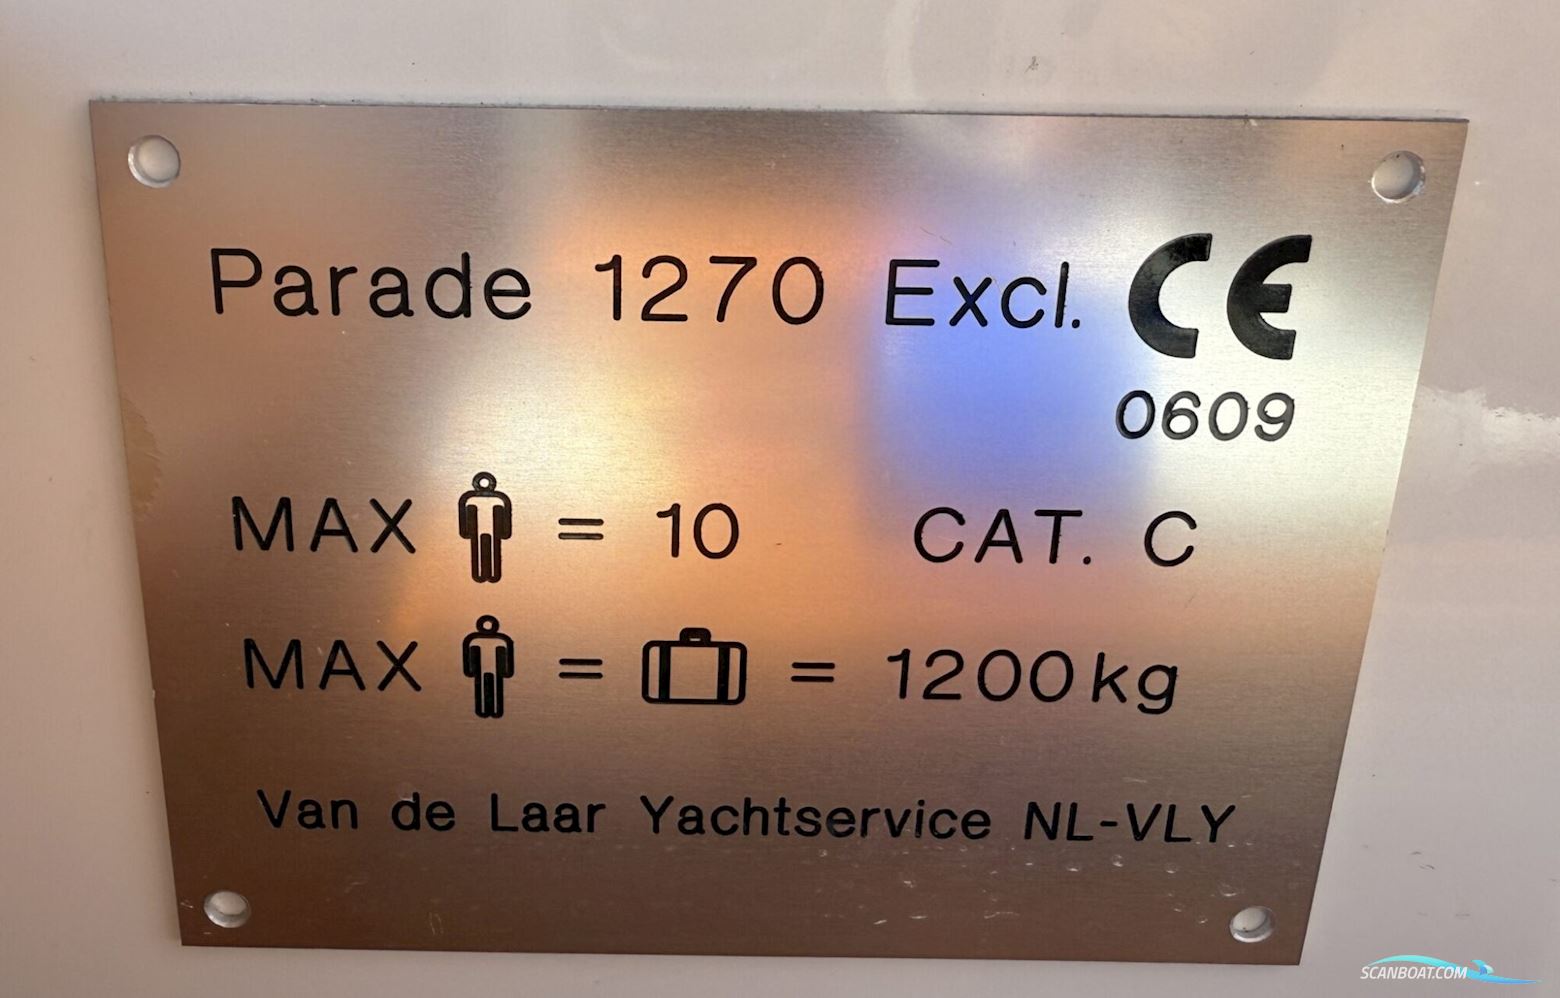 Parade 1270 Excl. CE
0609
MAX = 10 CAT. C
MAX = = 1200kg
Van de Laar Yachtservice NL-VLY
SCANBOAT.COM